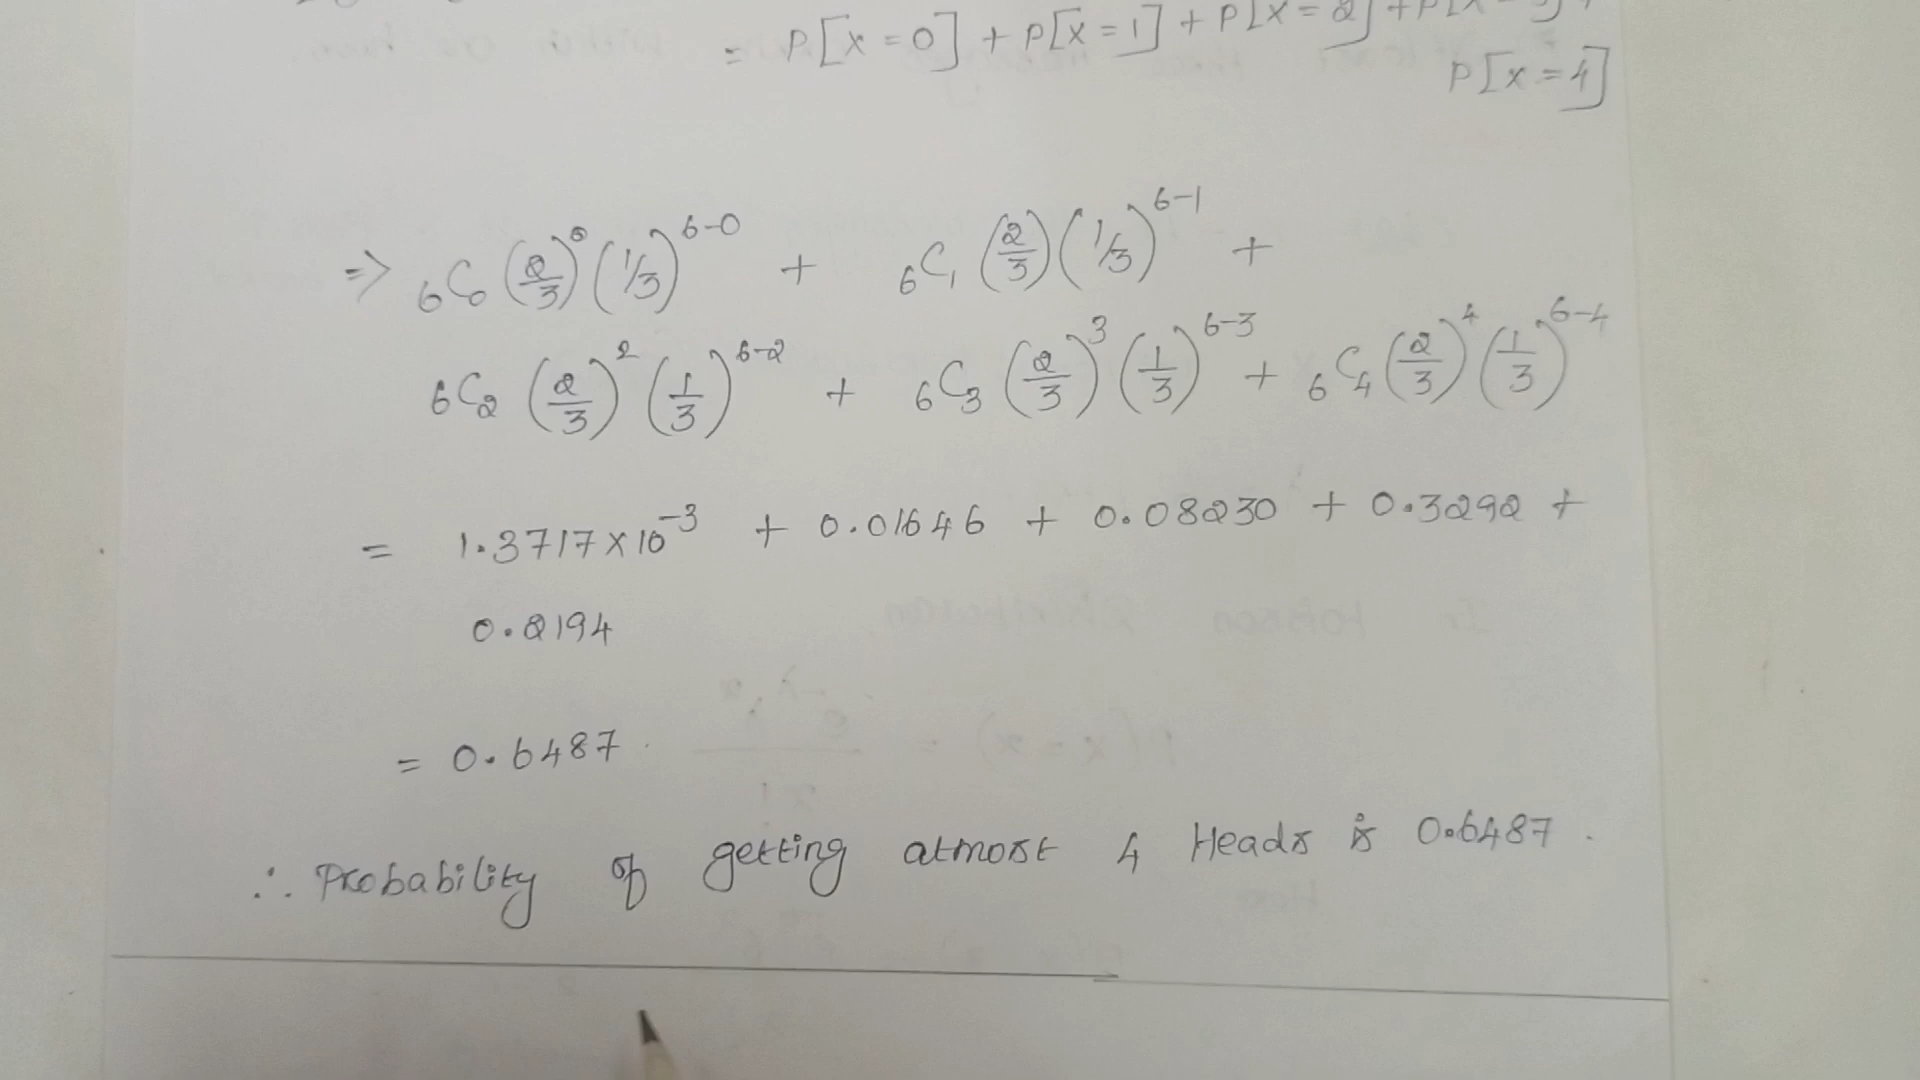 = P[x=0] + P[x=1] + P[x=2] + P[x=3] +
P[x=4]
=> 6C₀ (2/3)⁰ (1/3)⁶⁻⁰ + 6C₁ (2/3) (1/3)⁶⁻¹ +
6C₂ (2/3)² (1/3)⁶⁻² + 6C₃ (2/3)³ (1/3)⁶⁻³ + 6C₄ (2/3)⁴ (1/3)⁶⁻⁴
= 1.3717×10⁻³ + 0.01646 + 0.08230 + 0.3292 +
0.2194
= 0.6487.
∴ Probability of getting atmost 4 Heads is 0.6487.